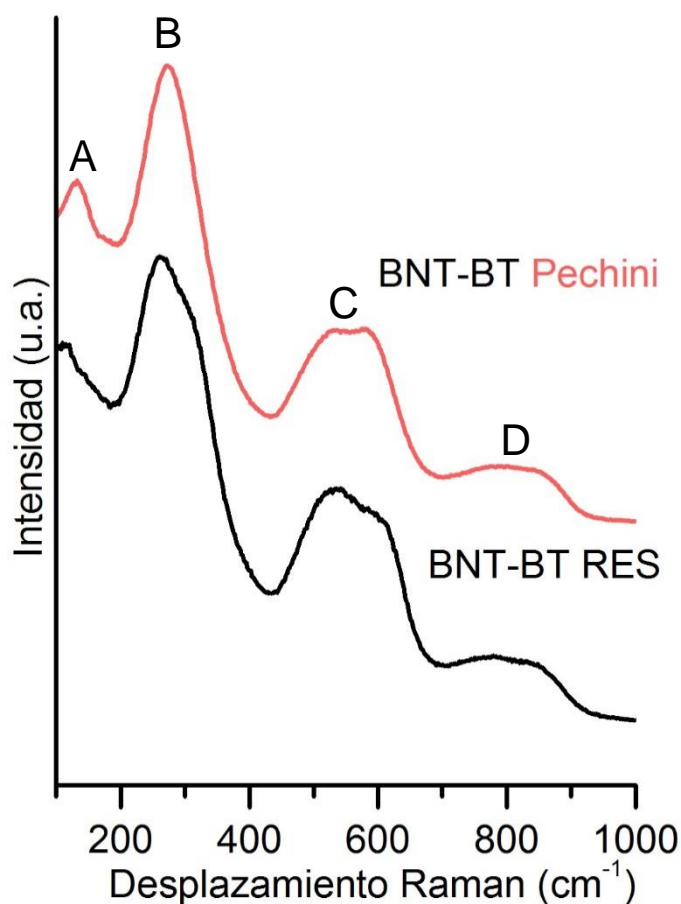 B
A
BNT-BT Pechini
C
D
BNT-BT RES
Intensidad (u.a.)
200 400 600 800 1000
Desplazamiento Raman (cm⁻¹)